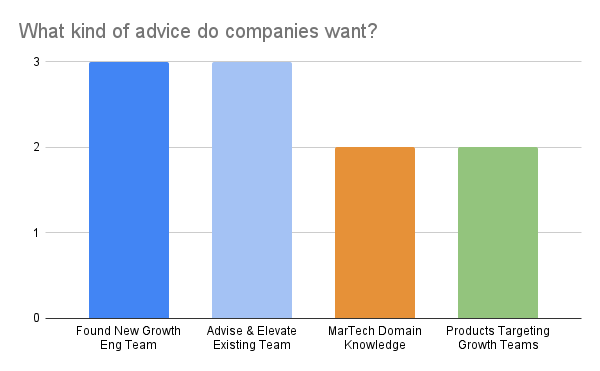 What kind of advice do companies want?
3
2
1
0
Found New Growth
Eng Team
Advise & Elevate
Existing Team
MarTech Domain
Knowledge
Products Targeting
Growth Teams